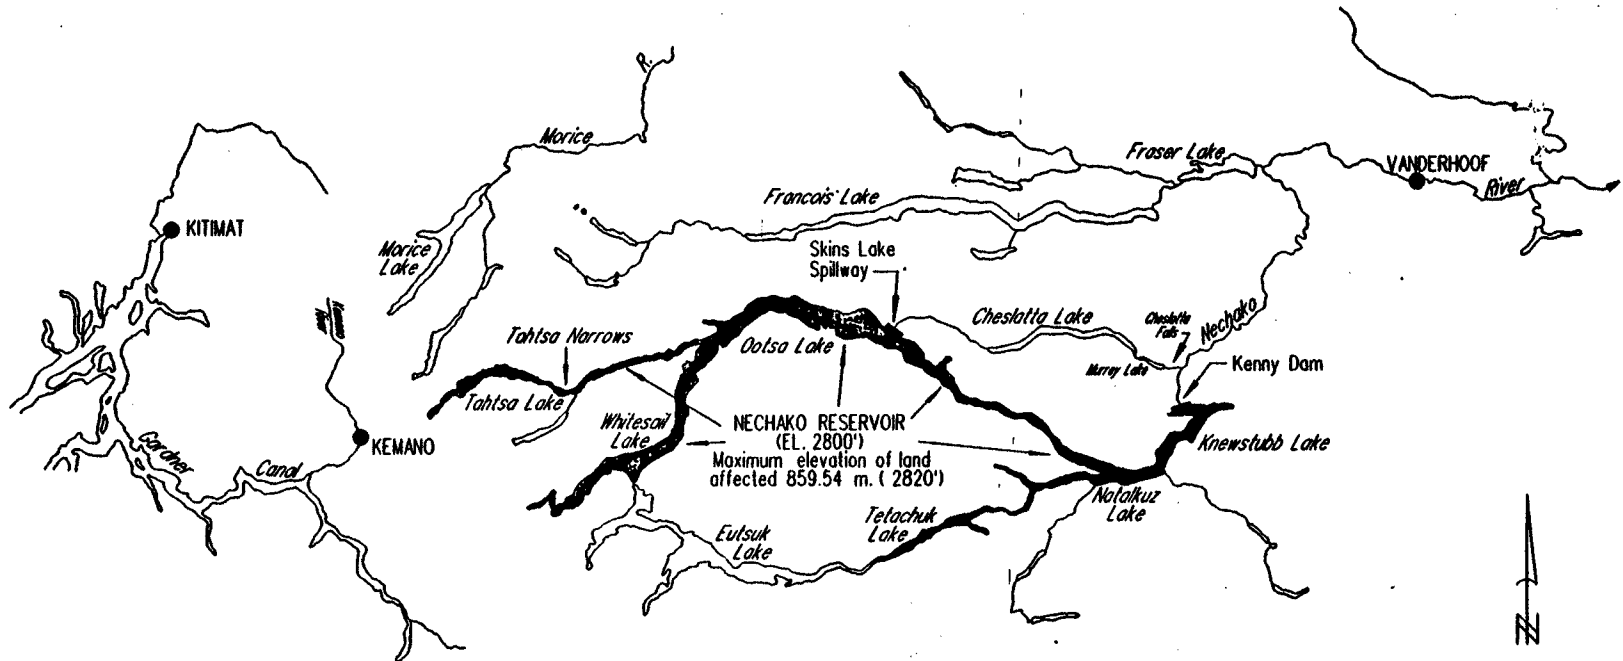 R.
Morice
Fraser Lake
VANDERHOOF
River
Francois Lake
KITIMAT
Morice
Lake
Skins Lake
Spillway
Cheslatta Lake
Cheslatta
Falls
Nechako
Tahtsa Narrows
Ootsa Lake
Murray Lake
Kenny Dam
Tahtsa Lake
Whitesail
Lake
NECHAKO RESERVOIR
(EL. 2800')
Maximum elevation of land
affected 859.54 m. ( 2820')
KEMANO
Knewstubb Lake
Gardner
Canal
Natalkuz
Lake
Tetachuk
Lake
Eutsuk
Lake
N